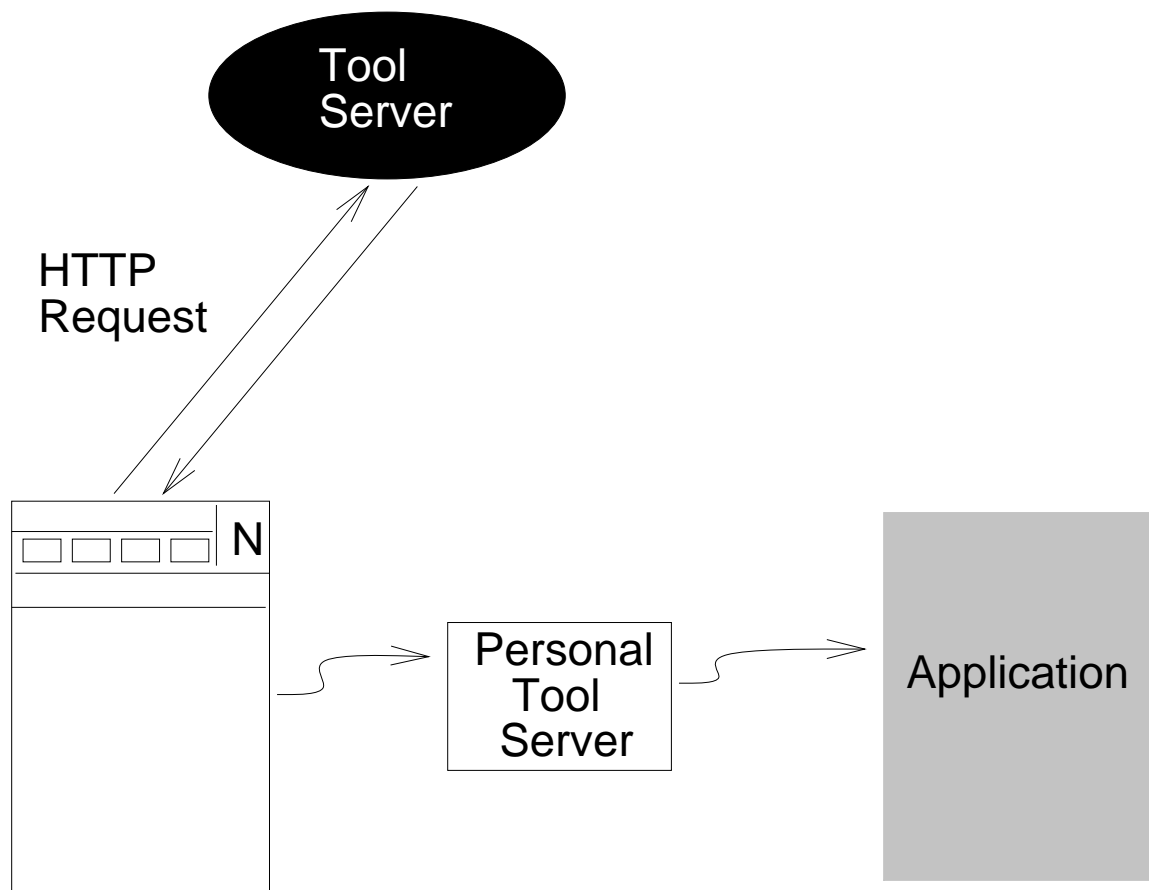 Tool
Server
HTTP
Request
N
Personal
Tool
Server
Application